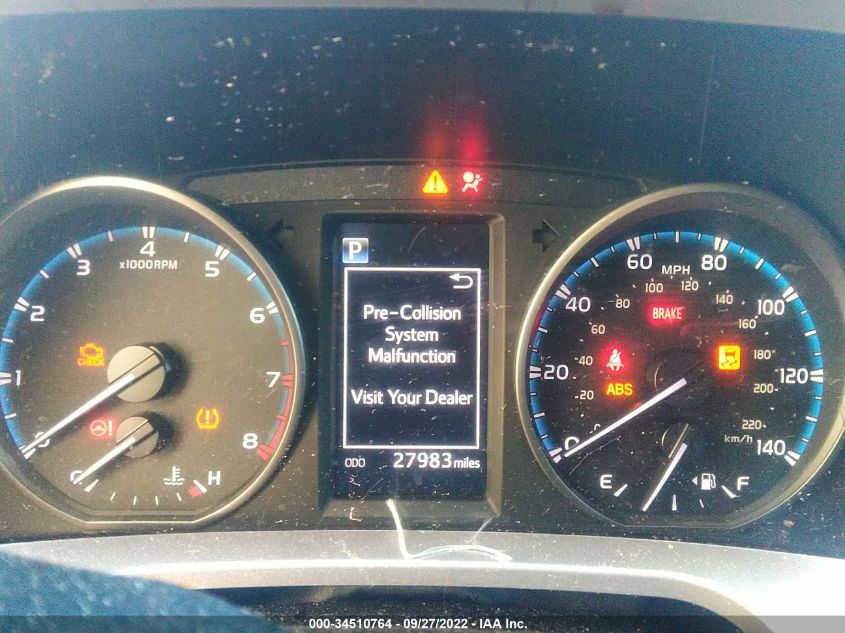 P
Pre-Collision
System
Malfunction
Visit Your Dealer
ODO 27983 miles
0 1 2 3 4 5 6 7 8
x1000RPM
CHECK
C H
0 20 40 60 80 100 120 140
MPH
20 40 60 80 100 120 140 160 180 200 220
km/h
BRAKE
ABS
E F
000-34510764 - 09/27/2022 - IAA Inc.